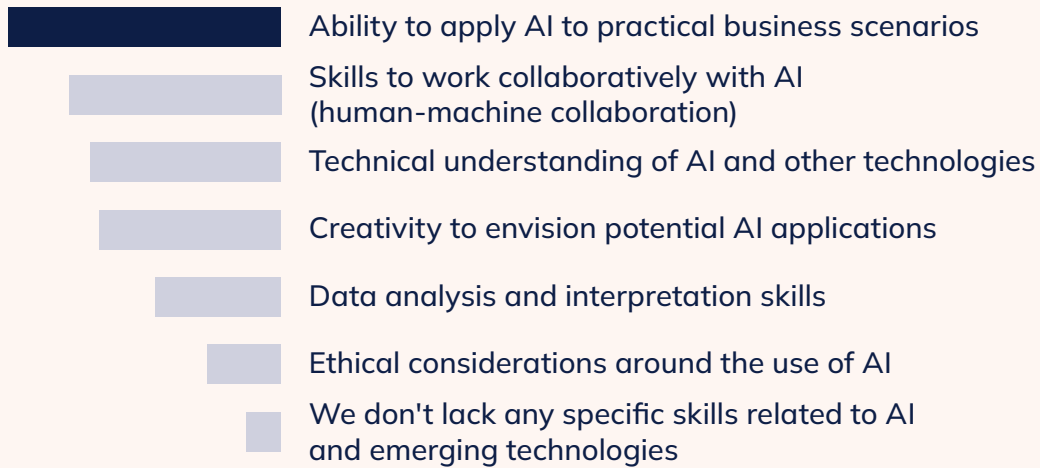 Ability to apply AI to practical business scenarios
Skills to work collaboratively with AI
(human-machine collaboration)
Technical understanding of AI and other technologies
Creativity to envision potential AI applications
Data analysis and interpretation skills
Ethical considerations around the use of AI
We don't lack any specific skills related to AI
and emerging technologies